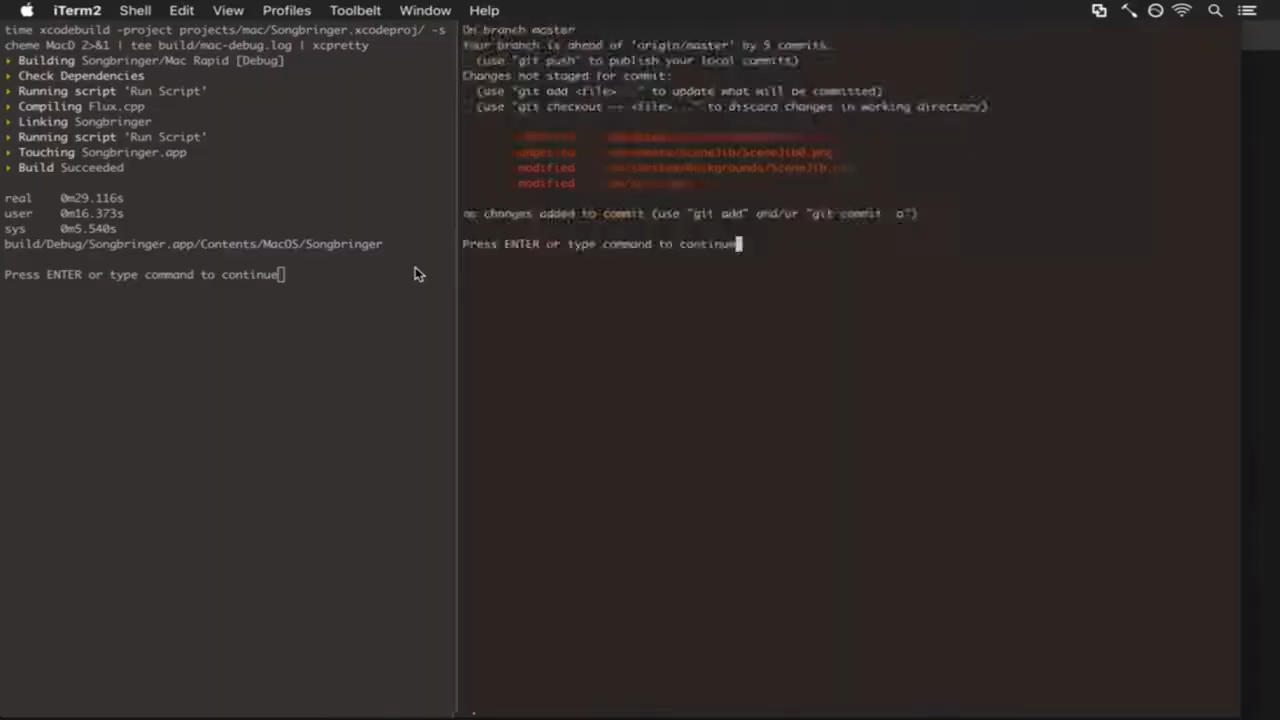 iTerm2 Shell Edit View Profiles Toolbelt Window Help
time xcodebuild -project projects/mac/Songbringer.xcodeproj/ -s
cheme MacD 2>&1 | tee build/mac-debug.log | xcpretty
▸ Building Songbringer/Mac Rapid [Debug]
▸ Check Dependencies
▸ Running script 'Run Script'
▸ Compiling Flux.cpp
▸ Linking Songbringer
▸ Running script 'Run Script'
▸ Touching Songbringer.app
▸ Build Succeeded
real 0m29.116s
user 0m16.373s
sys 0m5.540s
build/Debug/Songbringer.app/Contents/MacOS/Songbringer
Press ENTER or type command to continue
On branch master
Your branch is ahead of 'origin/master' by 5 commits.
(use "git push" to publish your local commits)
Changes not staged for commit:
(use "git add <file>..." to update what will be committed)
(use "git checkout -- <file>..." to discard changes in working directory)
modified
modified
no changes added to commit (use "git add" and/or "git commit -a")
Press ENTER or type command to continue